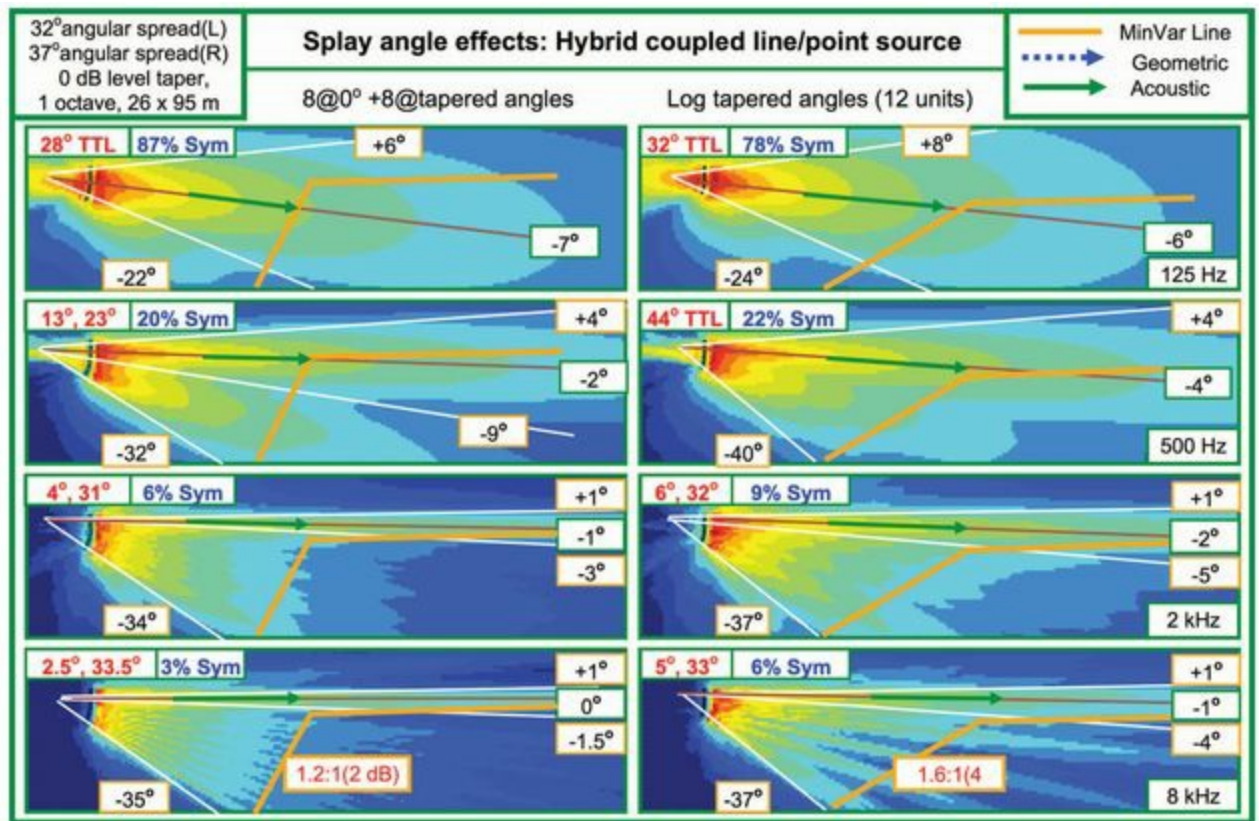 32°angular spread(L)
37°angular spread(R)
0 dB level taper,
1 octave, 26 x 95 m
Splay angle effects: Hybrid coupled line/point source
8@0° +8@tapered angles
Log tapered angles (12 units)
MinVar Line
Geometric
Acoustic
28° TTL
87% Sym
+6°
-7°
-22°
32° TTL
78% Sym
+8°
-6°
-24°
125 Hz
13°, 23°
20% Sym
+4°
-2°
-9°
-32°
44° TTL
22% Sym
+4°
-4°
-40°
500 Hz
4°, 31°
6% Sym
+1°
-1°
-3°
-34°
6°, 32°
9% Sym
+1°
-2°
-5°
-37°
2 kHz
2.5°, 33.5°
3% Sym
+1°
0°
-1.5°
1.2:1(2 dB)
-35°
5°, 33°
6% Sym
+1°
-1°
-4°
1.6:1(4
-37°
8 kHz